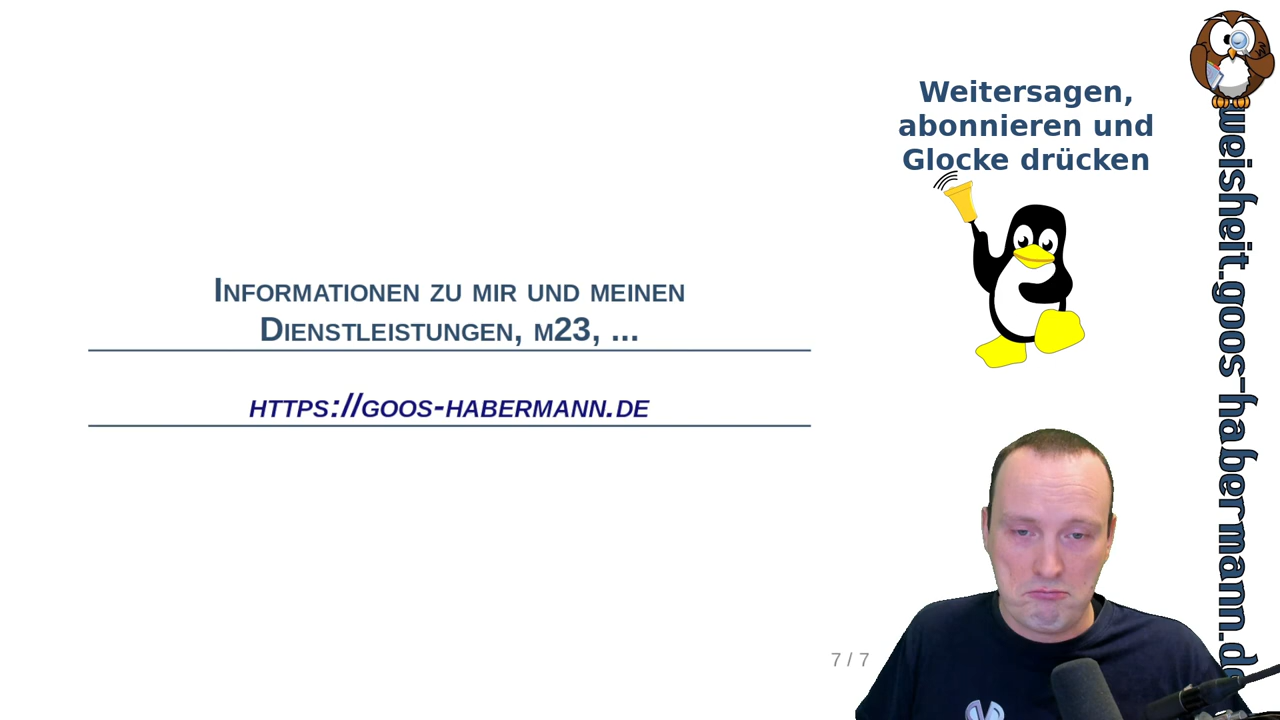 Weitersagen,
abonnieren und
Glocke drücken
Informationen zu mir und meinen
Dienstleistungen, m23, ...
https://goos-habermann.de
7 / 7
weisheit.goos-habermann.de